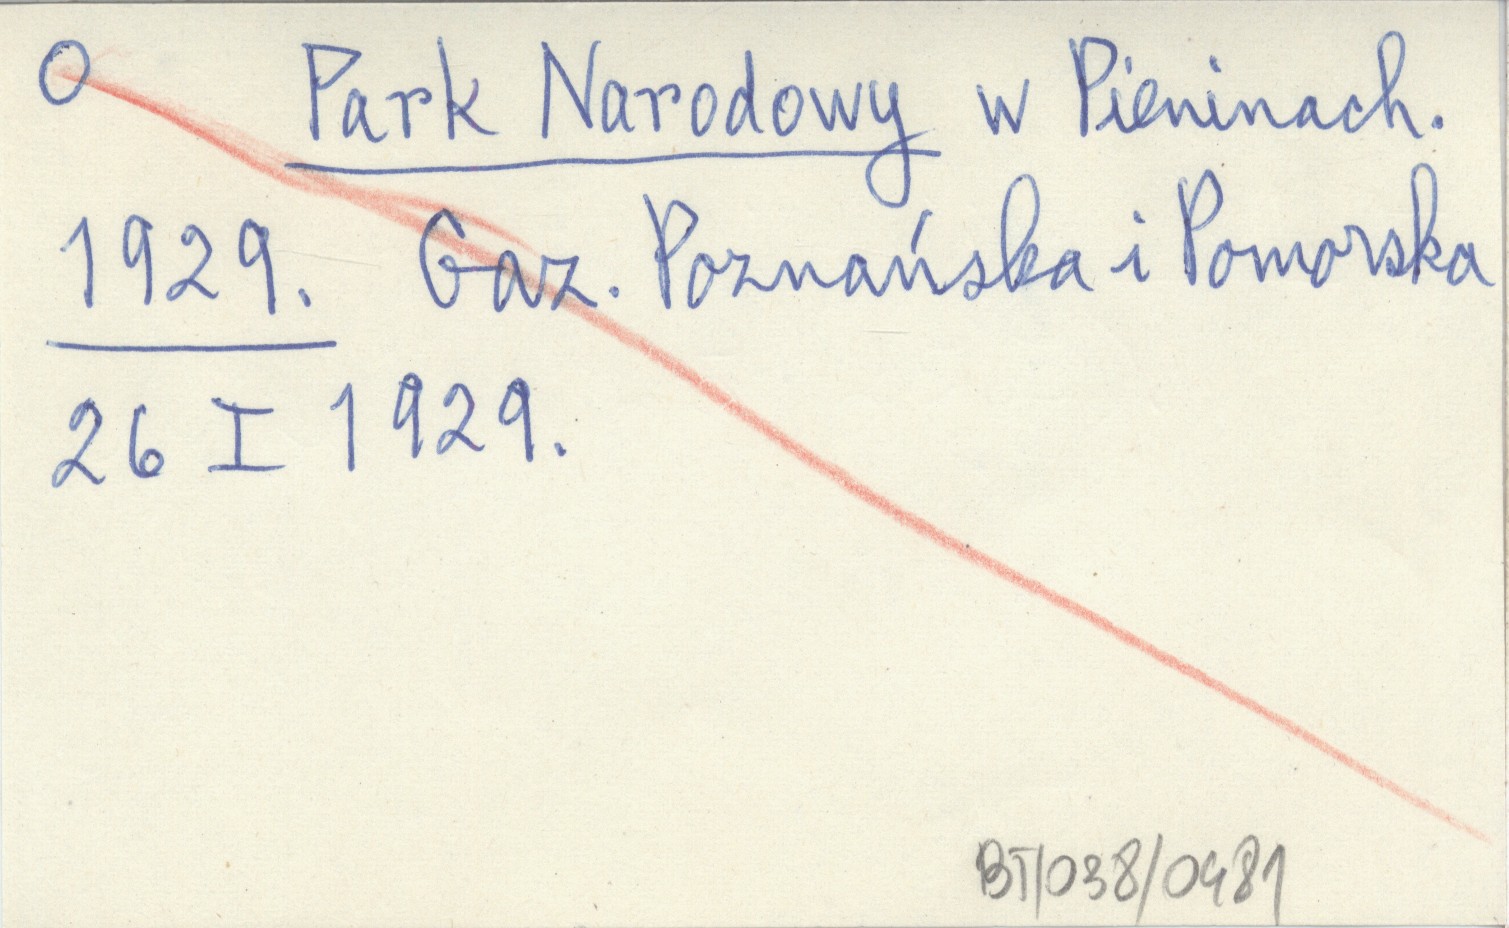 O Park Narodowy w Pieninach.
1929. Gaz. Poznańska i Pomorska
26 I 1929.
BT/038/0481